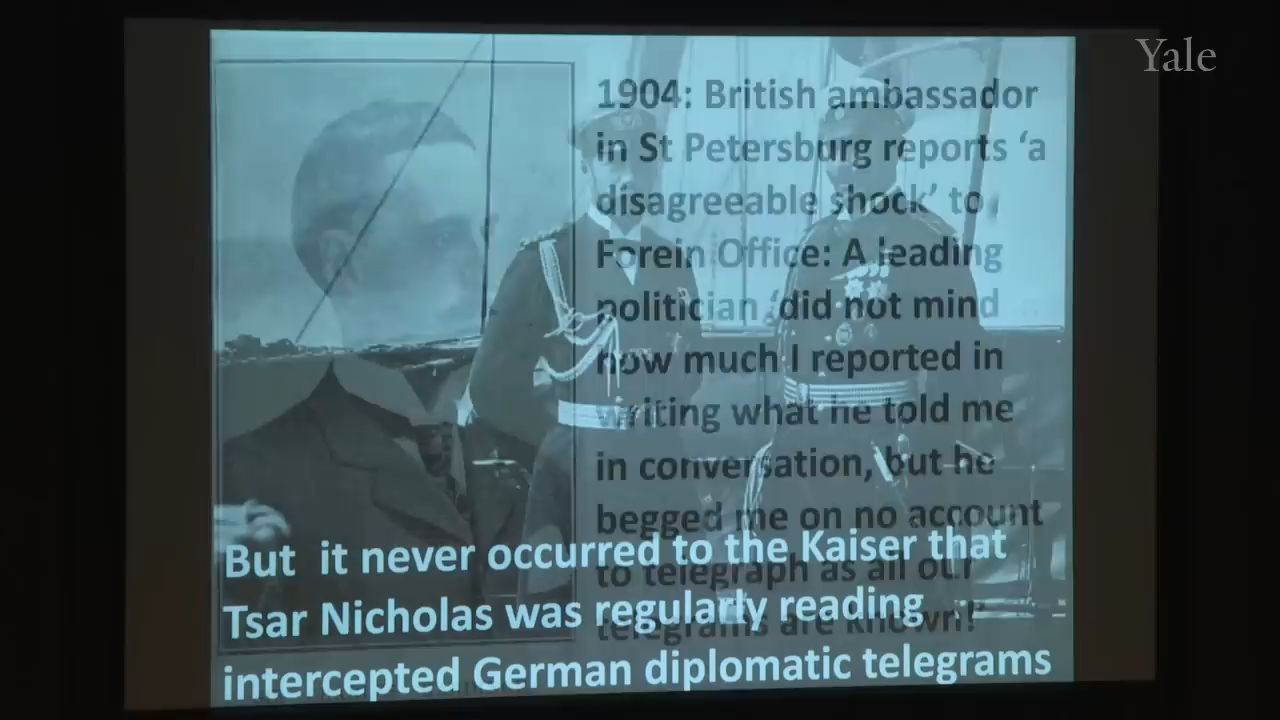 Yale
1904: British ambassador
in St Petersburg reports ‘a
disagreeable shock’ to
Forein Office: A leading
politician ‘did not mind
how much I reported in
writing what he told me
in conversation, but he
begged me on no account
to telegraph as all our
telegrams are known!’
But it never occurred to the Kaiser that
Tsar Nicholas was regularly reading
intercepted German diplomatic telegrams